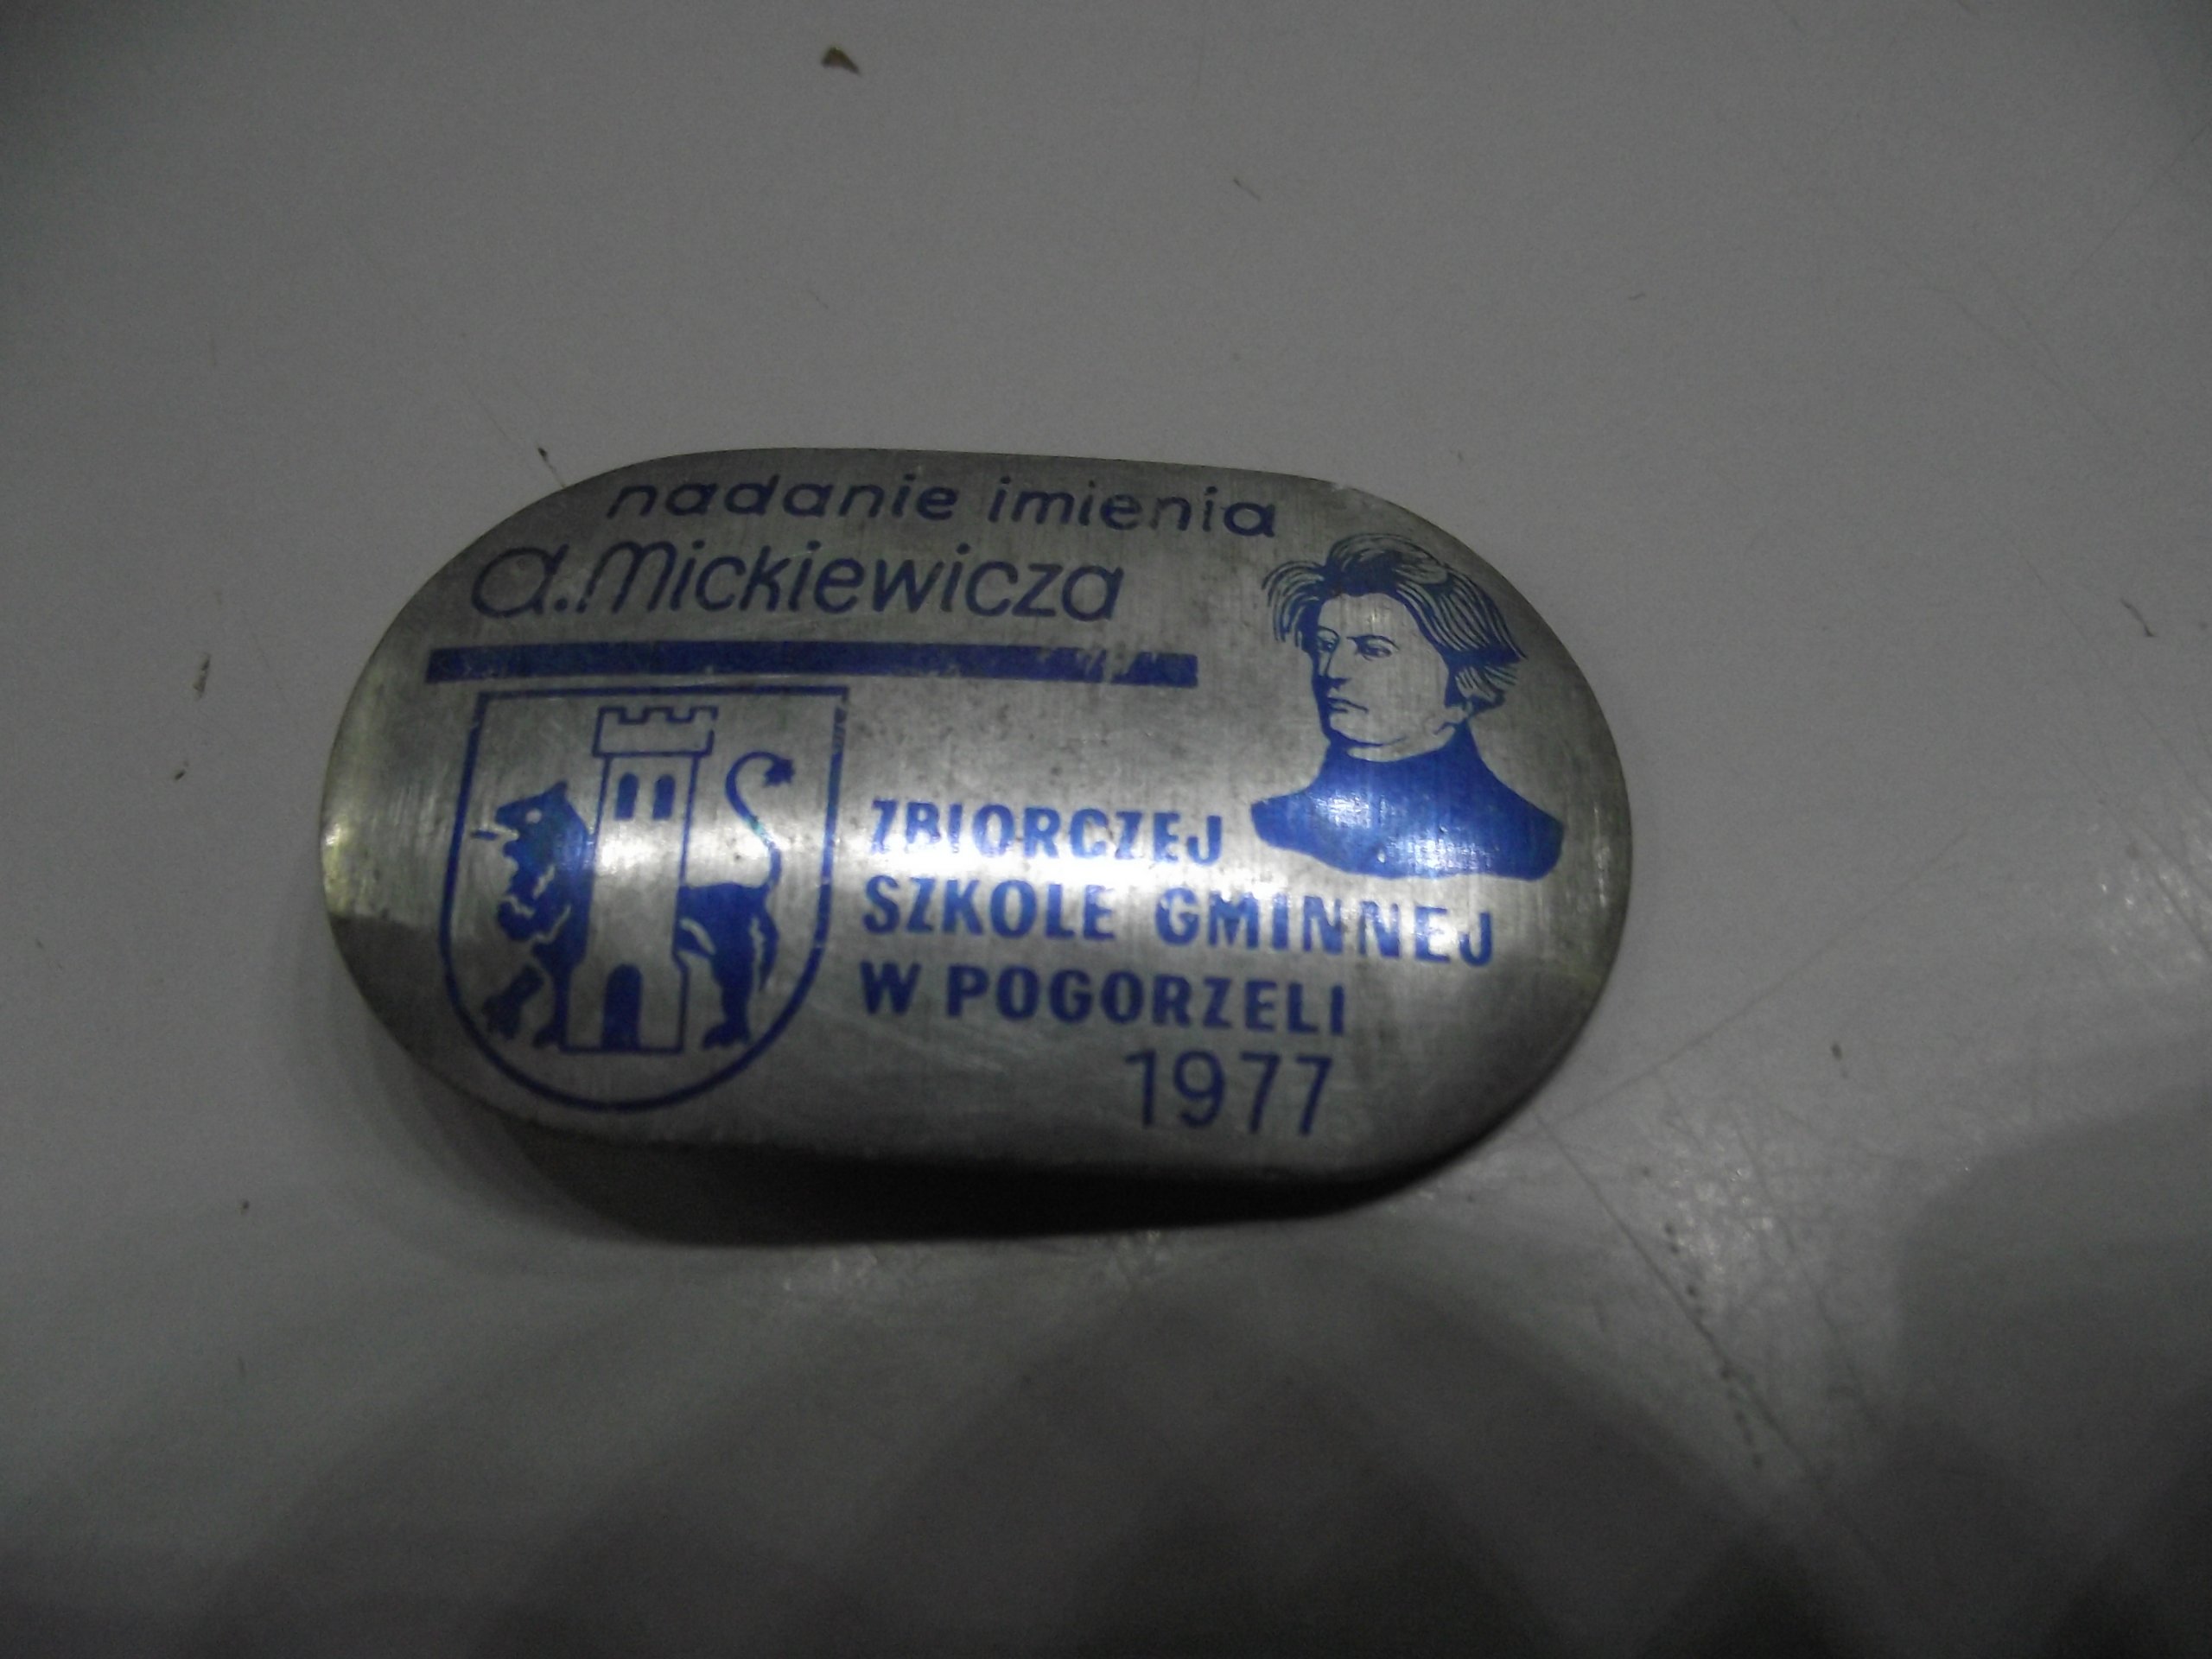 nadanie imienia
a. Mickiewicza
ZBIORCZEJ
SZKOLE GMINNEJ
W POGORZELI
1977